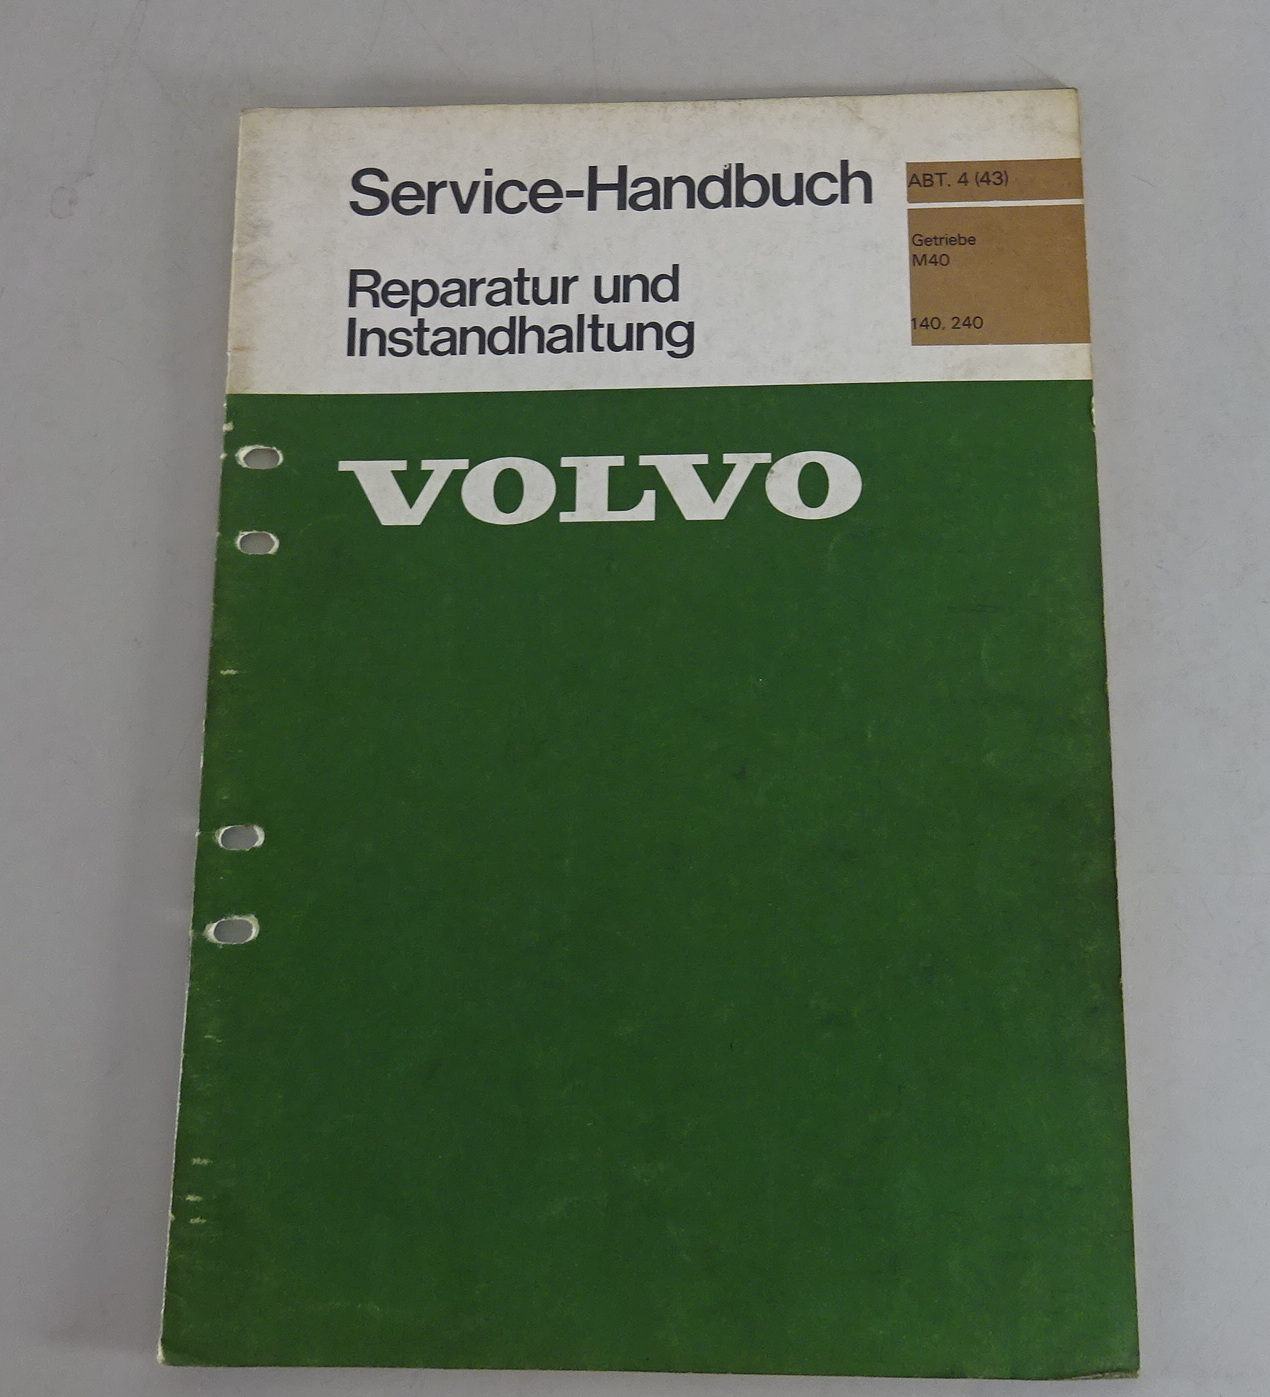 Service-Handbuch
Reparatur und
Instandhaltung
ABT. 4 (43)
Getriebe
M40
140, 240
VOLVO